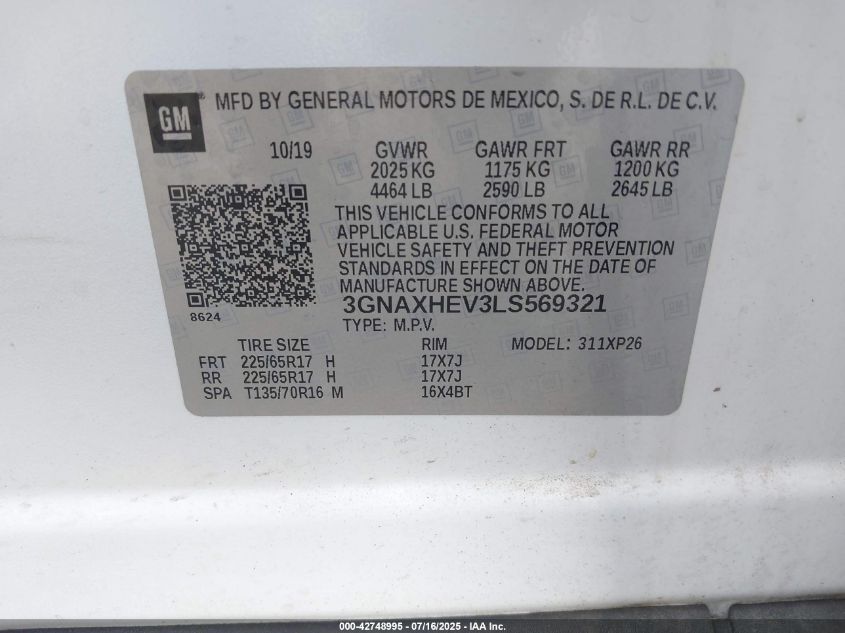 GM® MFD BY GENERAL MOTORS DE MEXICO, S. DE R.L. DE C.V.
10/19 GVWR GAWR FRT GAWR RR
2025 KG 1175 KG 1200 KG
4464 LB 2590 LB 2645 LB
THIS VEHICLE CONFORMS TO ALL
APPLICABLE U.S. FEDERAL MOTOR
VEHICLE SAFETY AND THEFT PREVENTION
STANDARDS IN EFFECT ON THE DATE OF
MANUFACTURE SHOWN ABOVE.
3GNAXHEV3LS569321
8624 TYPE: M.P.V.
TIRE SIZE RIM MODEL: 311XP26
FRT 225/65R17 H 17X7J
RR 225/65R17 H 17X7J
SPA T135/70R16 M 16X4BT
000-42748995 - 07/16/2025 - IAA Inc.